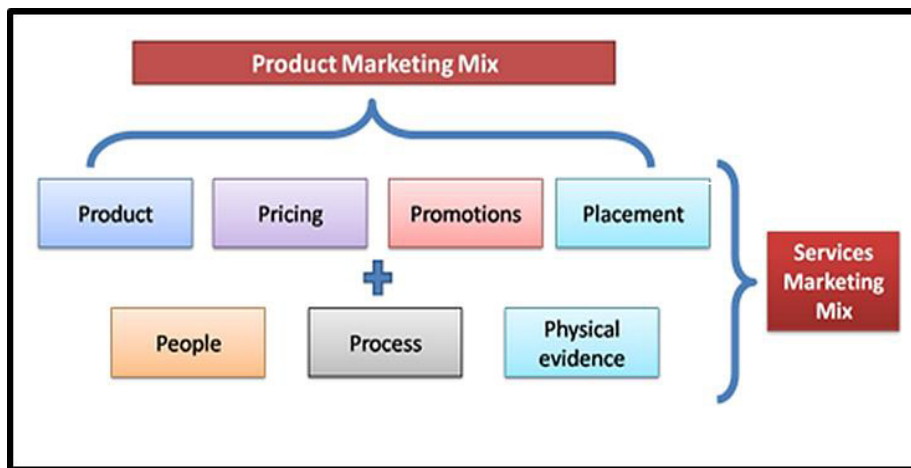 Product Marketing Mix
Product
Pricing
Promotions
Placement
Services
Marketing
Mix
People
Process
Physical
evidence